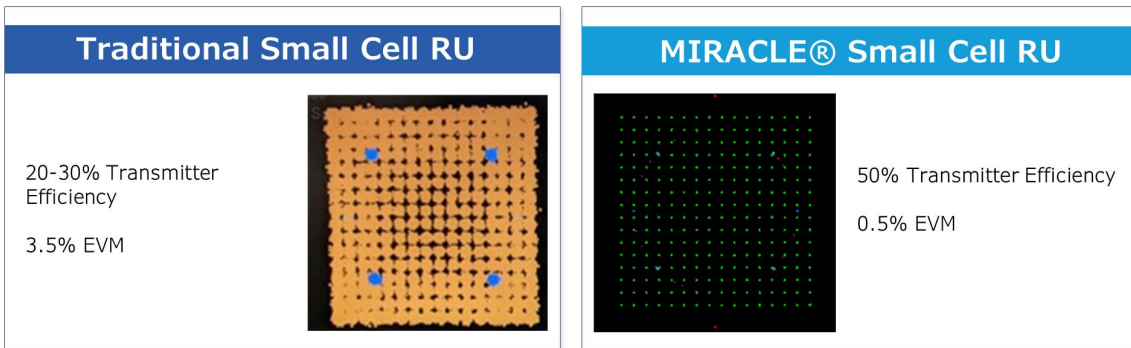 Traditional Small Cell RU
20-30% Transmitter
Efficiency
3.5% EVM
MIRACLE® Small Cell RU
50% Transmitter Efficiency
0.5% EVM